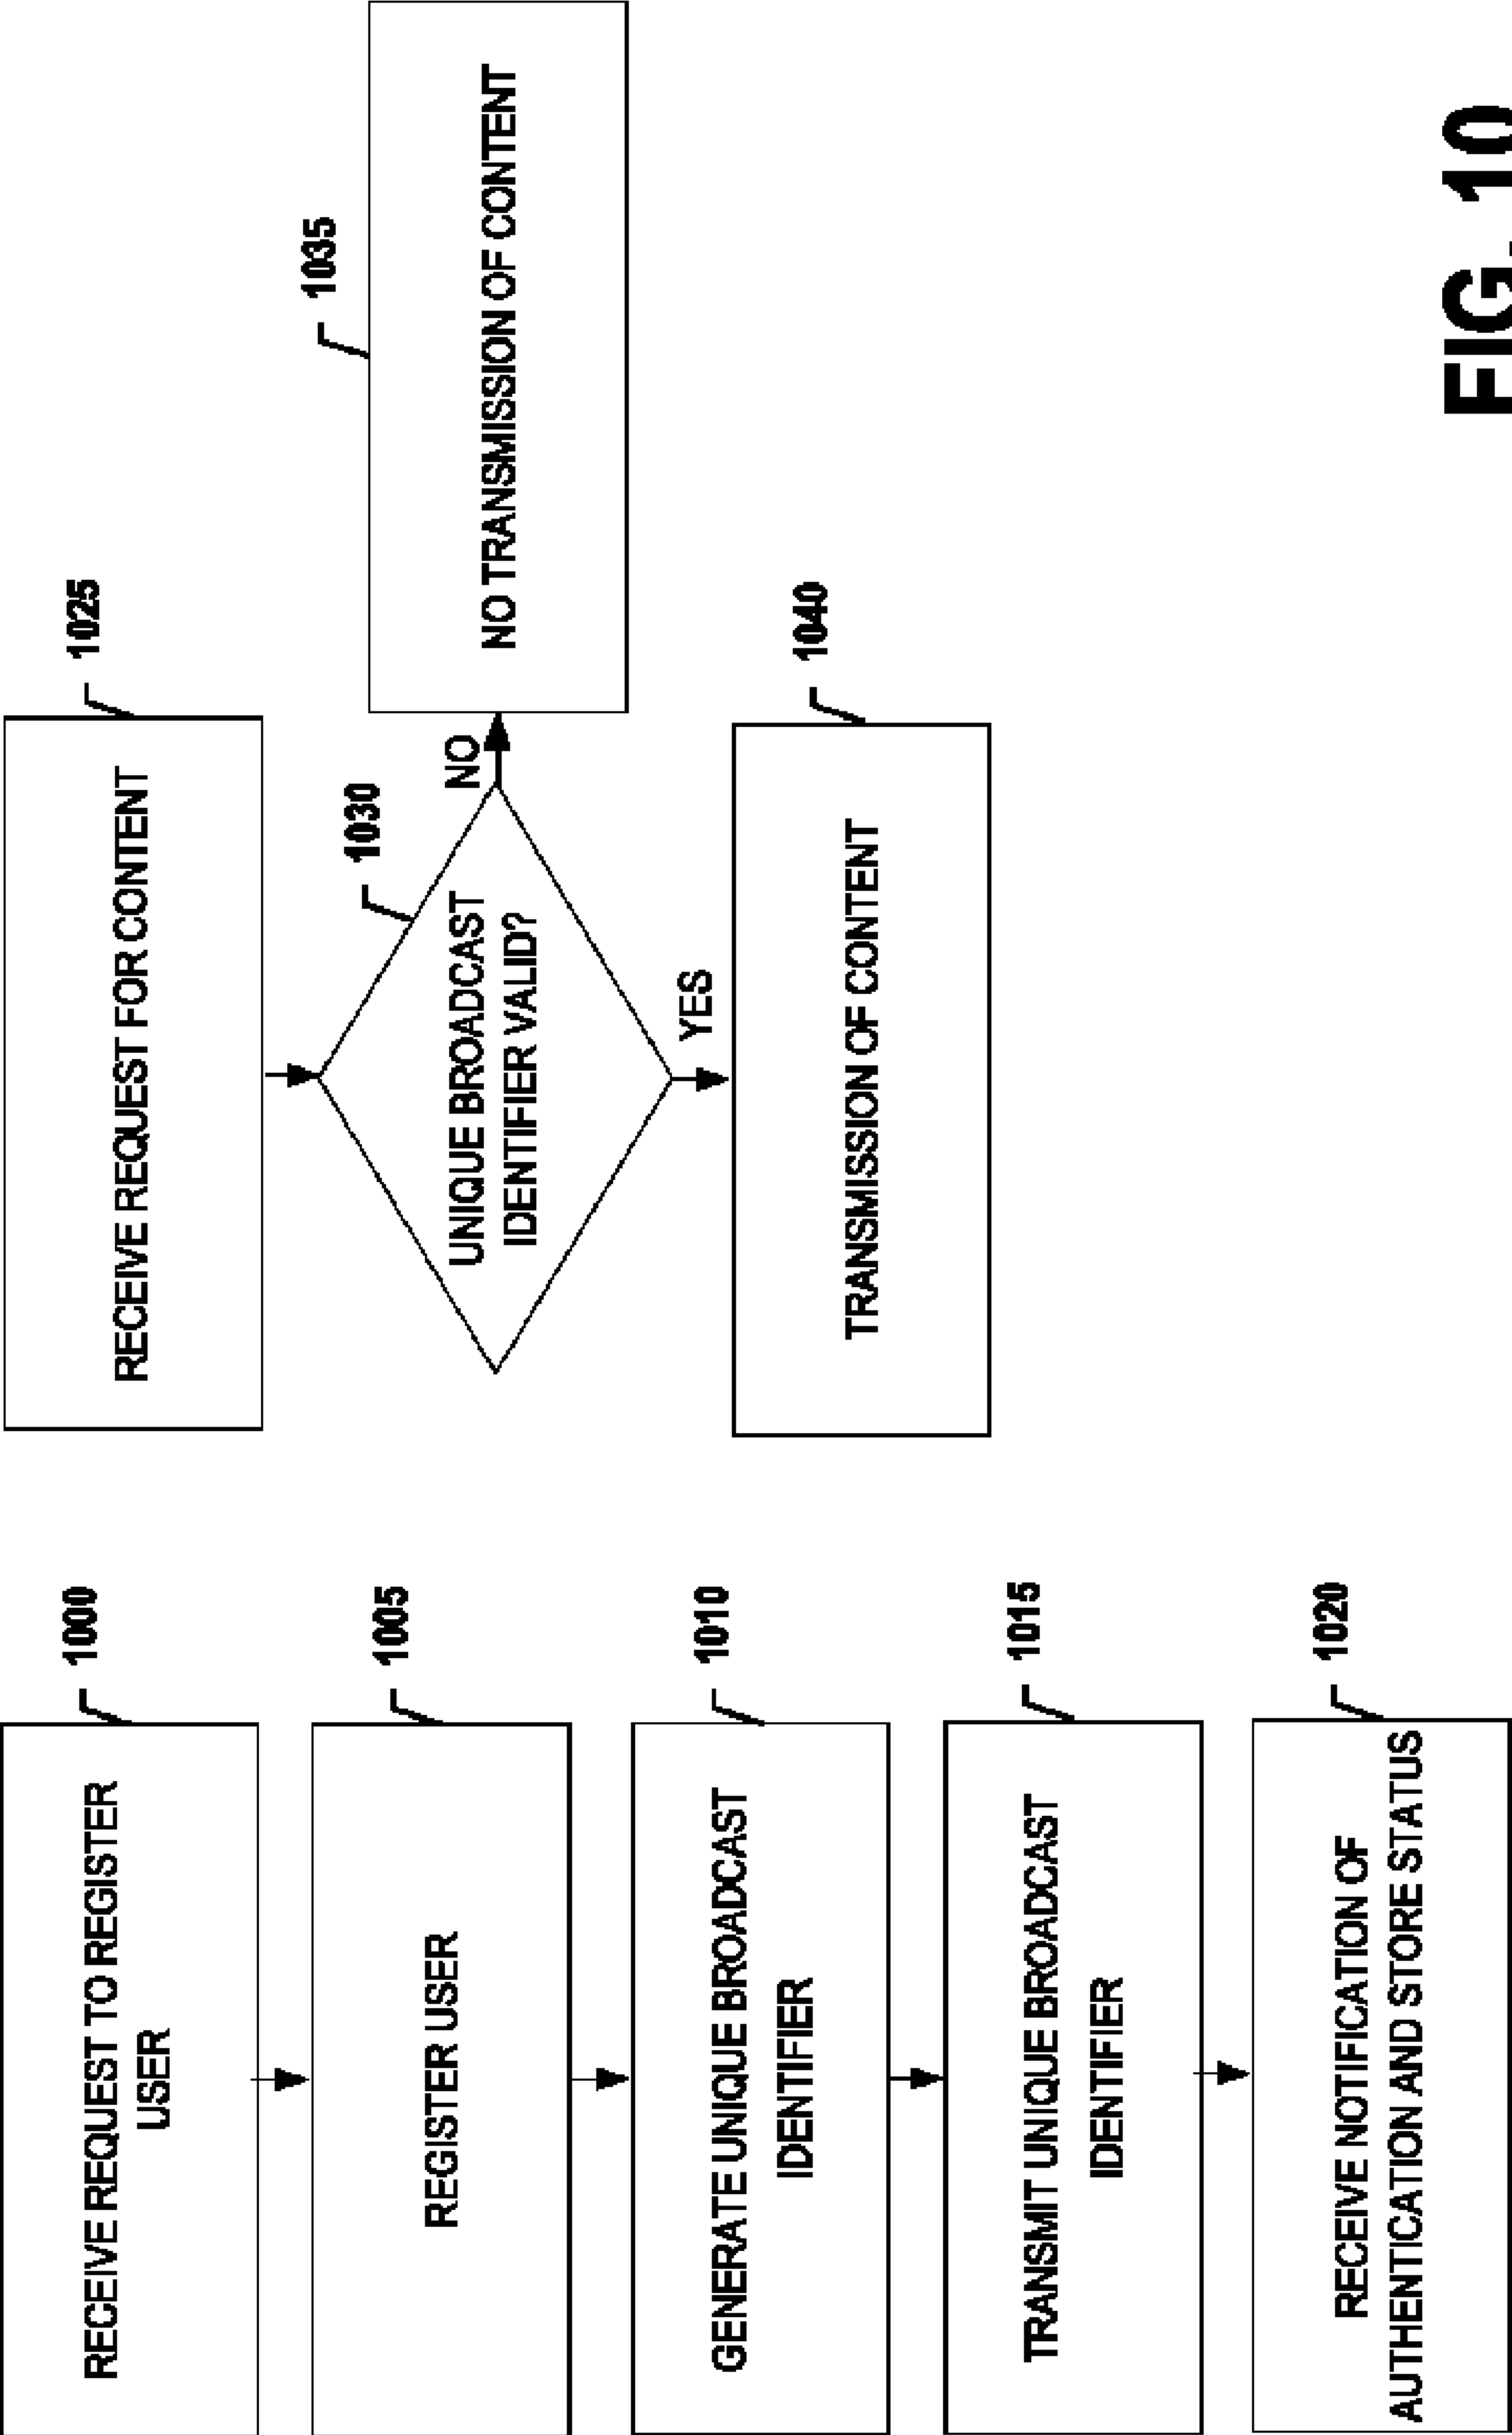 1000
RECEIVE REQUEST TO REGISTER
USER
1005
REGISTER USER
1010
GENERATE UNIQUE BROADCAST
IDENTIFIER
1015
TRANSMIT UNIQUE BROADCAST
IDENTIFIER
1020
RECEIVE NOTIFICATION OF
AUTHENTICATION AND STORE STATUS
1025
RECEIVE REQUEST FOR CONTENT
1030
UNIQUE BROADCAST
IDENTIFIER VALID?
NO
1035
NO TRANSMISSION OF CONTENT
YES
1040
TRANSMISSION OF CONTENT
FIG. 10